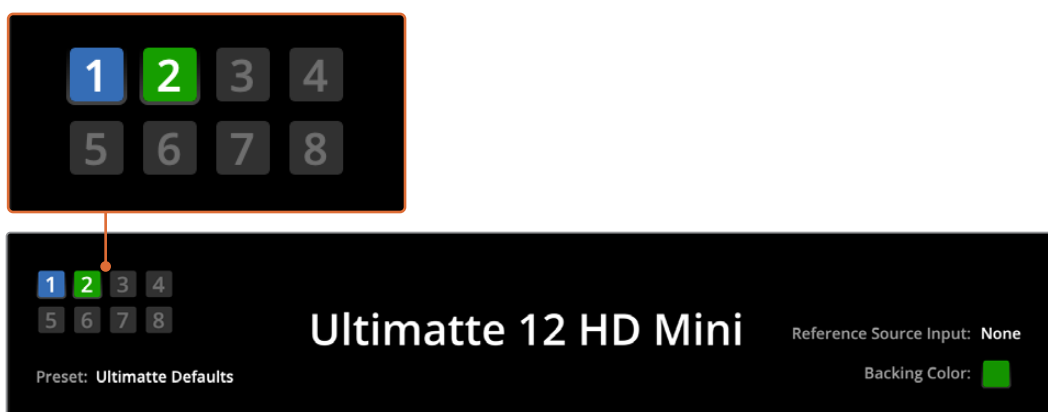 1 2 3 4
5 6 7 8
1 2 3 4
5 6 7 8
Ultimatte 12 HD Mini
Reference Source Input: None
Preset: Ultimatte Defaults
Backing Color: